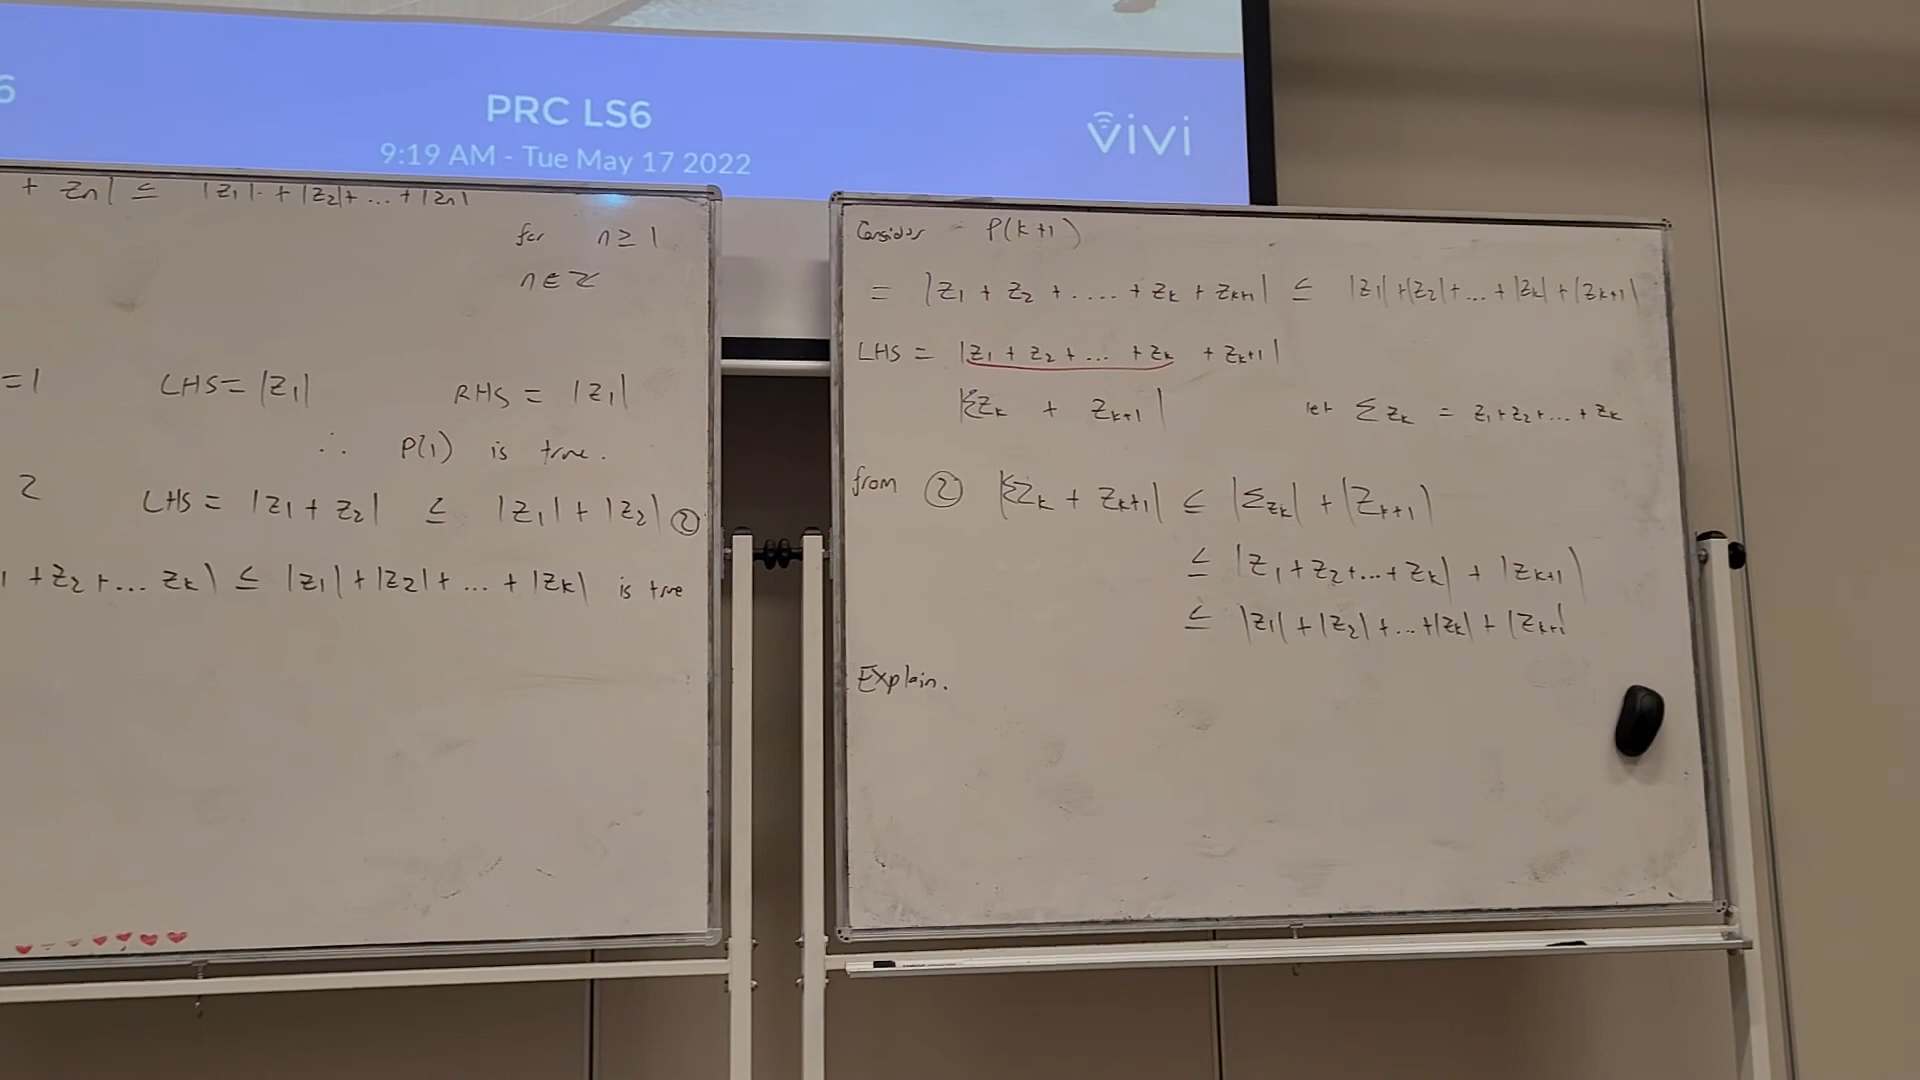 6
PRC LS6
9:19 AM - Tue May 17 2022
vivi
+ Zn| ≤ |Z1| + |Z2| + ... + |Zn|
for n ≥ 1
n ∈ Z
=1 LHS = |Z1| RHS = |Z1|
∴ P(1) is true.
2 LHS = |Z1 + Z2| ≤ |Z1| + |Z2| ②
1 + Z2 + ... Zk| ≤ |Z1| + |Z2| + ... + |Zk| is true
Consider P(k+1)
= |Z1 + Z2 + ..... + Zk + Zk+1| ≤ |Z1| + |Z2| + ... + |Zk| + |Zk+1|
LHS = |Z1 + Z2 + ... + Zk + Zk+1|
|ΣZk + Zk+1| let ΣZk = Z1 + Z2 + ... + Zk
from ② |ΣZk + Zk+1| ≤ |ΣZk| + |Zk+1|
≤ |Z1 + Z2 + ... + Zk| + |Zk+1|
≤ |Z1| + |Z2| + ... + |Zk| + |Zk+1|
Explain.